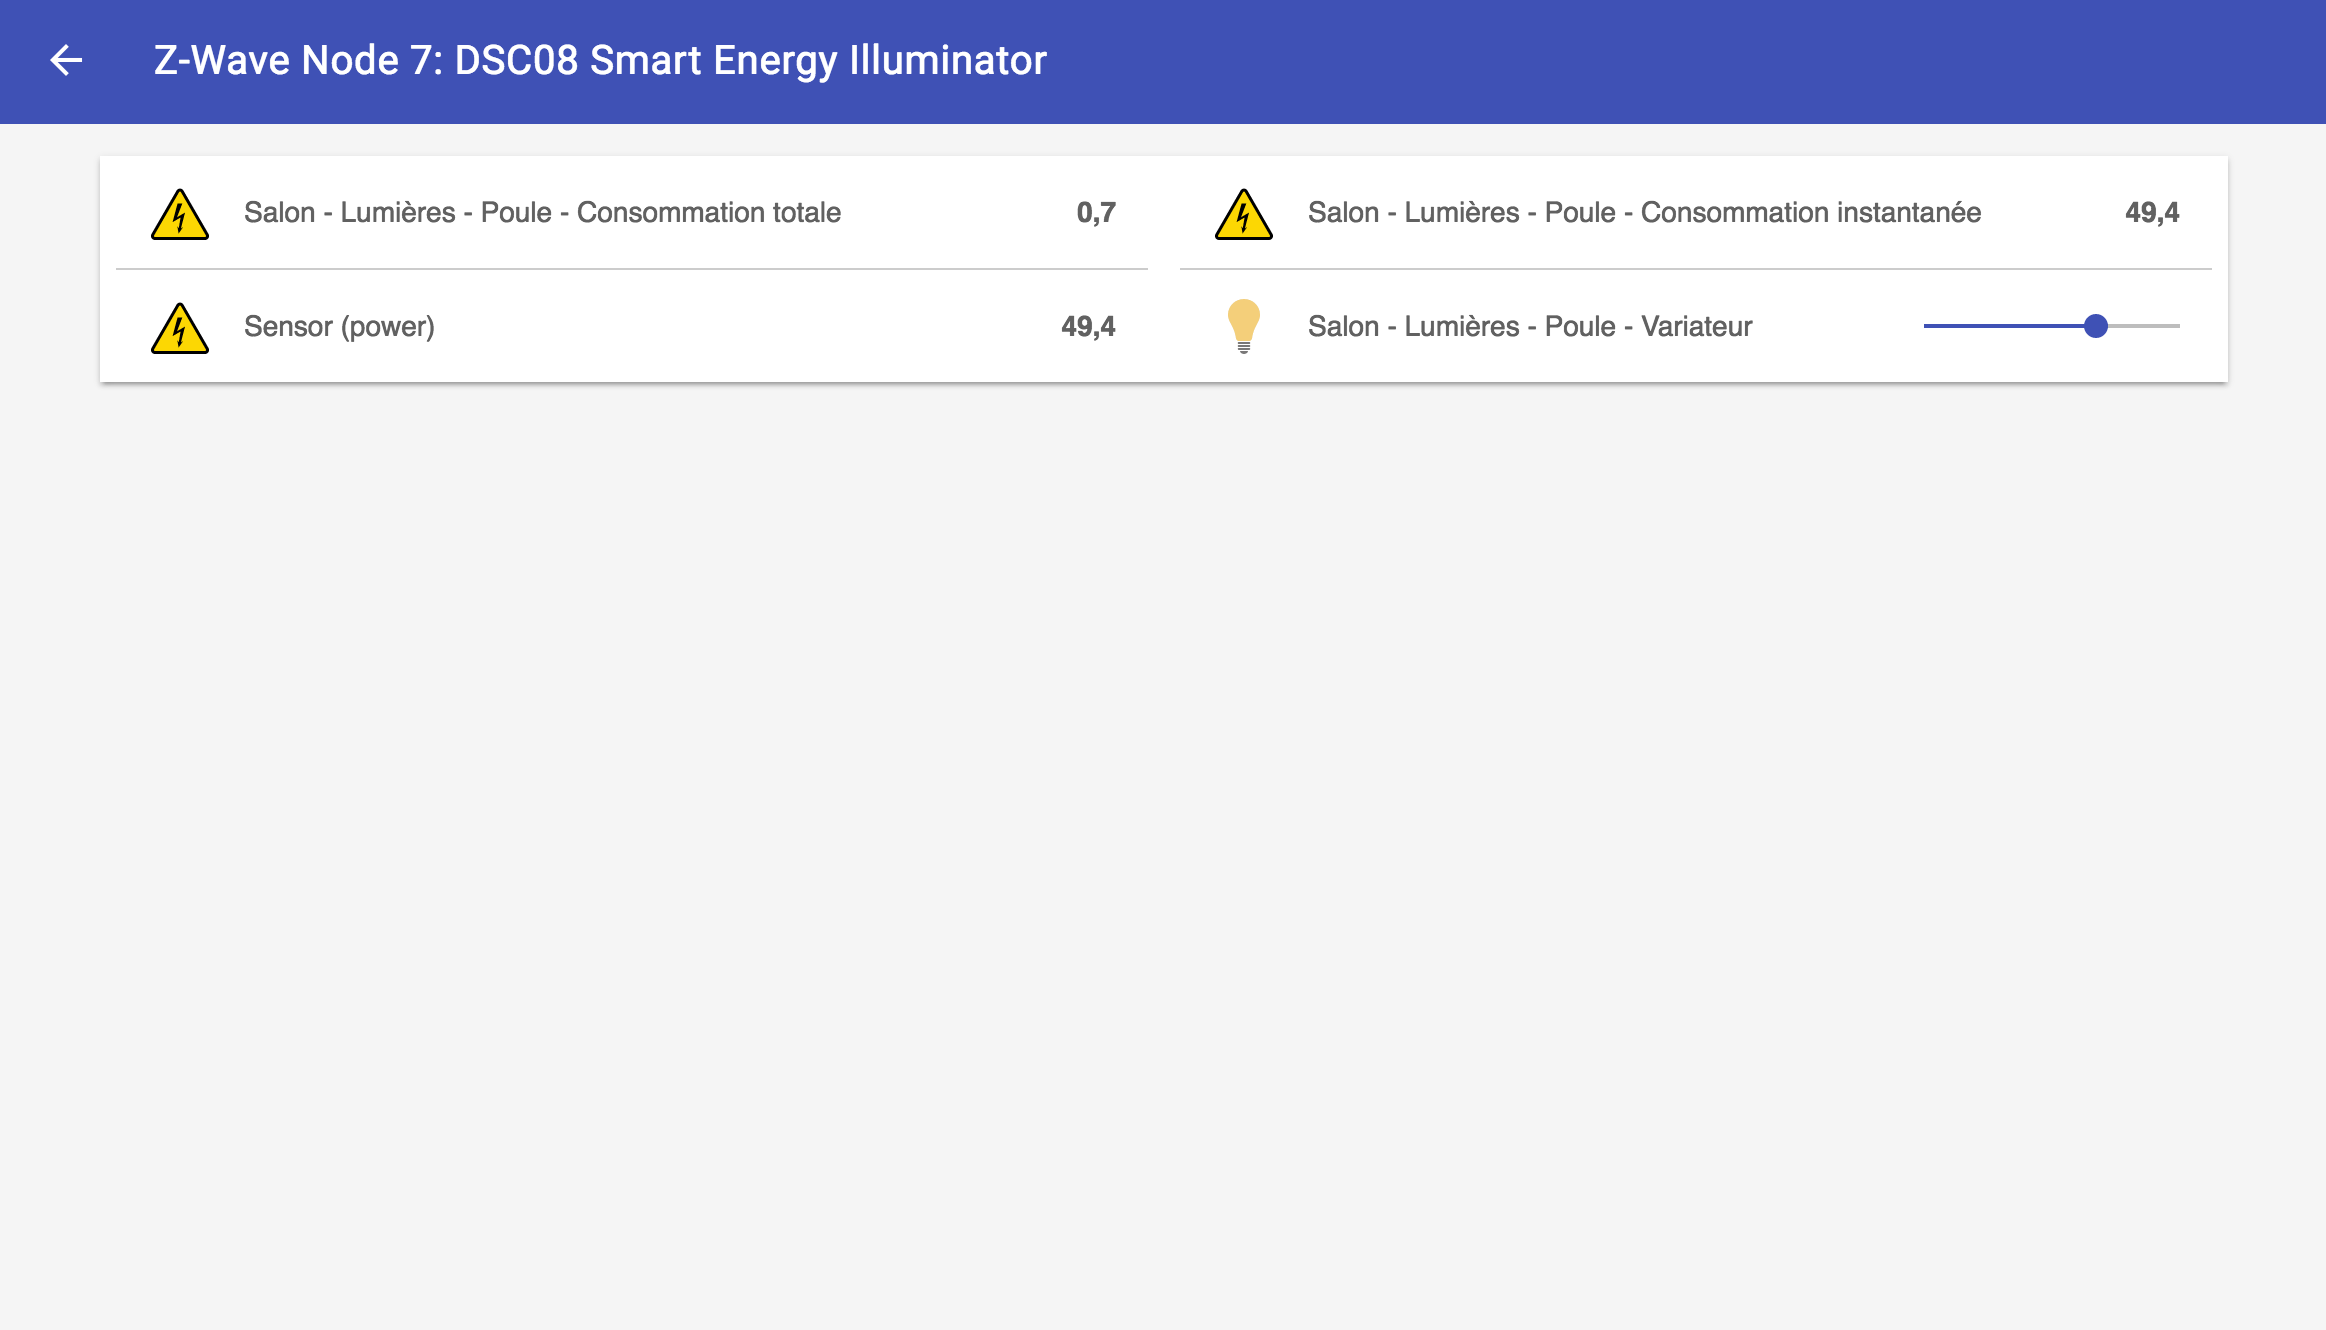 Z-Wave Node 7: DSC08 Smart Energy Illuminator
Salon - Lumières - Poule - Consommation totale 0,7
Salon - Lumières - Poule - Consommation instantanée 49,4
Sensor (power) 49,4
Salon - Lumières - Poule - Variateur